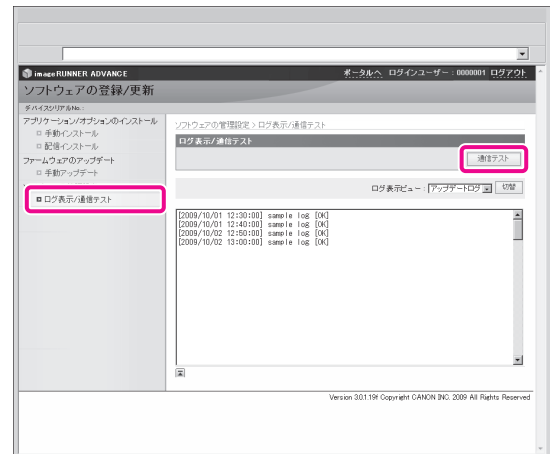 imageRUNNER ADVANCE
ポータルへ ログインユーザー : 0000001 ログアウト
ソフトウェアの登録/更新
デバイスシリアルNo.:
アプリケーション/オプションのインストール
手動インストール
配信インストール
ファームウェアのアップデート
手動アップデート
ログ表示/通信テスト
ソフトウェアの管理設定 > ログ表示/通信テスト
ログ表示/通信テスト
通信テスト
ログ表示ビュー : アップデートログ 切替
[2009/10/01 12:30:00] sample log [OK]
[2009/10/01 12:40:00] sample log [OK]
[2009/10/02 12:50:00] sample log [OK]
[2009/10/02 13:00:00] sample log [OK]
Version 3.0.1.19f Copyright CANON INC. 2009 All Rights Reserved